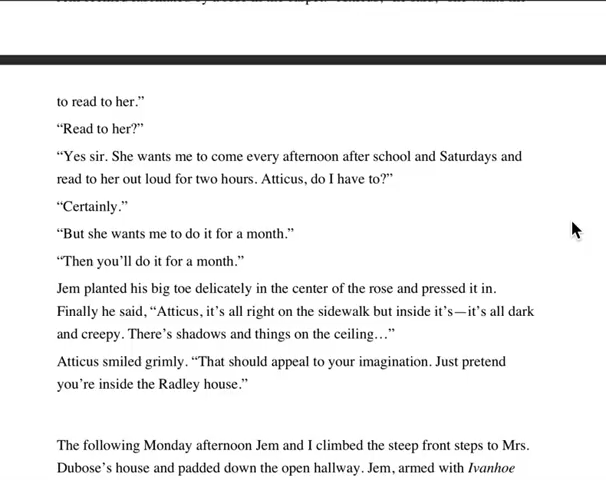 to read to her.”
“Read to her?”
“Yes sir. She wants me to come every afternoon after school and Saturdays and
read to her out loud for two hours. Atticus, do I have to?”
“Certainly.”
“But she wants me to do it for a month.”
“Then you’ll do it for a month.”
Jem planted his big toe delicately in the center of the rose and pressed it in.
Finally he said, “Atticus, it’s all right on the sidewalk but inside it’s—it’s all dark
and creepy. There’s shadows and things on the ceiling…”
Atticus smiled grimly. “That should appeal to your imagination. Just pretend
you’re inside the Radley house.”
The following Monday afternoon Jem and I climbed the steep front steps to Mrs.
Dubose’s house and padded down the open hallway. Jem, armed with Ivanhoe